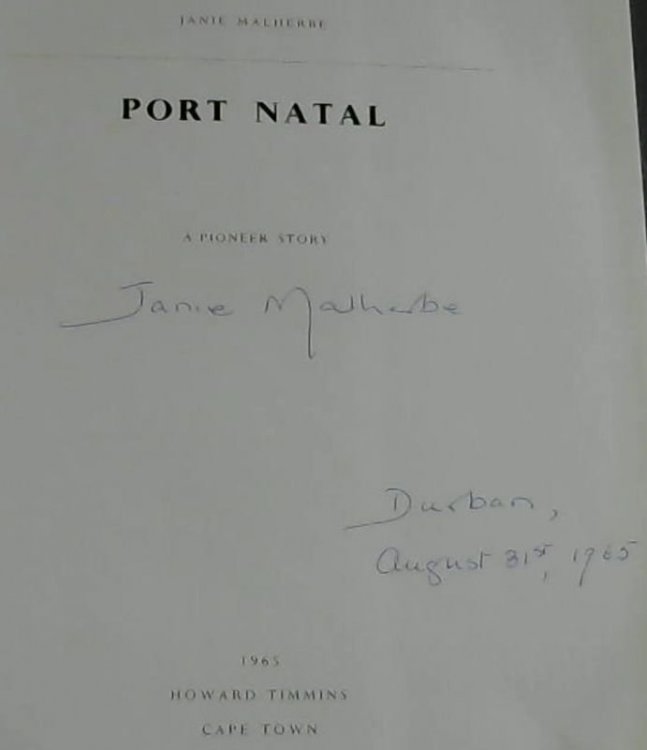 JANIE MALHERBE
PORT NATAL
A PIONEER STORY
Janie Malherbe
Durban,
August 31st, 1965
1965
HOWARD TIMMINS
CAPE TOWN